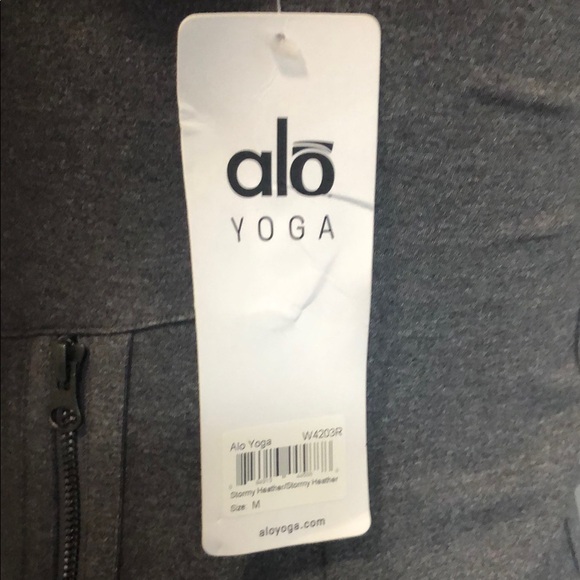 alo
YOGA
Alo Yoga W4203R
Stormy Heather/Stormy Heather
Size: M
aloyoga.com